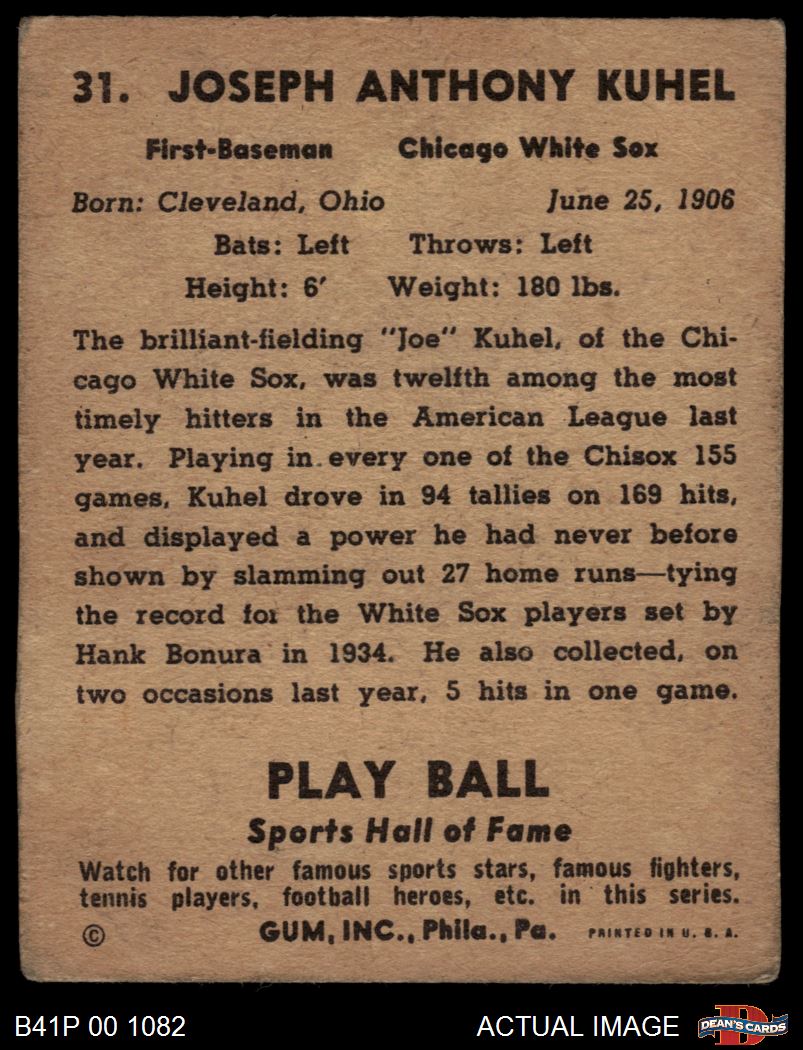 31. JOSEPH ANTHONY KUHEL
First-Baseman Chicago White Sox
Born: Cleveland, Ohio June 25, 1906
Bats: Left Throws: Left
Height: 6′ Weight: 180 lbs.
The brilliant-fielding "Joe" Kuhel, of the Chi-
cago White Sox, was twelfth among the most
timely hitters in the American League last
year. Playing in every one of the Chisox 155
games, Kuhel drove in 94 tallies on 169 hits,
and displayed a power he had never before
shown by slamming out 27 home runs—tying
the record for the White Sox players set by
Hank Bonura in 1934. He also collected, on
two occasions last year, 5 hits in one game.
PLAY BALL
Sports Hall of Fame
Watch for other famous sports stars, famous fighters,
tennis players, football heroes, etc. in this series.
© GUM, INC., Phila., Pa. PRINTED IN U. S. A.
B41P 00 1082 ACTUAL IMAGE DEAN'S CARDS